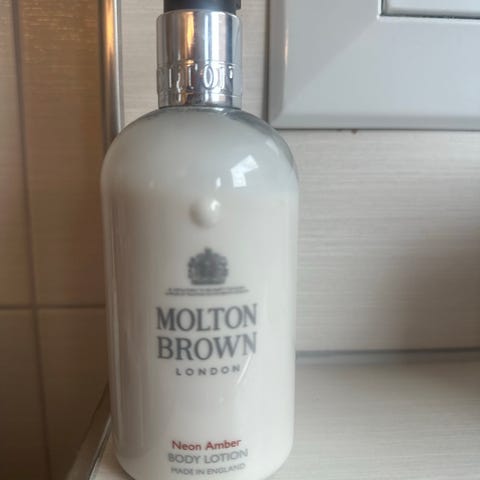 MOLTON
BROWN
LONDON
Neon Amber
BODY LOTION
MADE IN ENGLAND